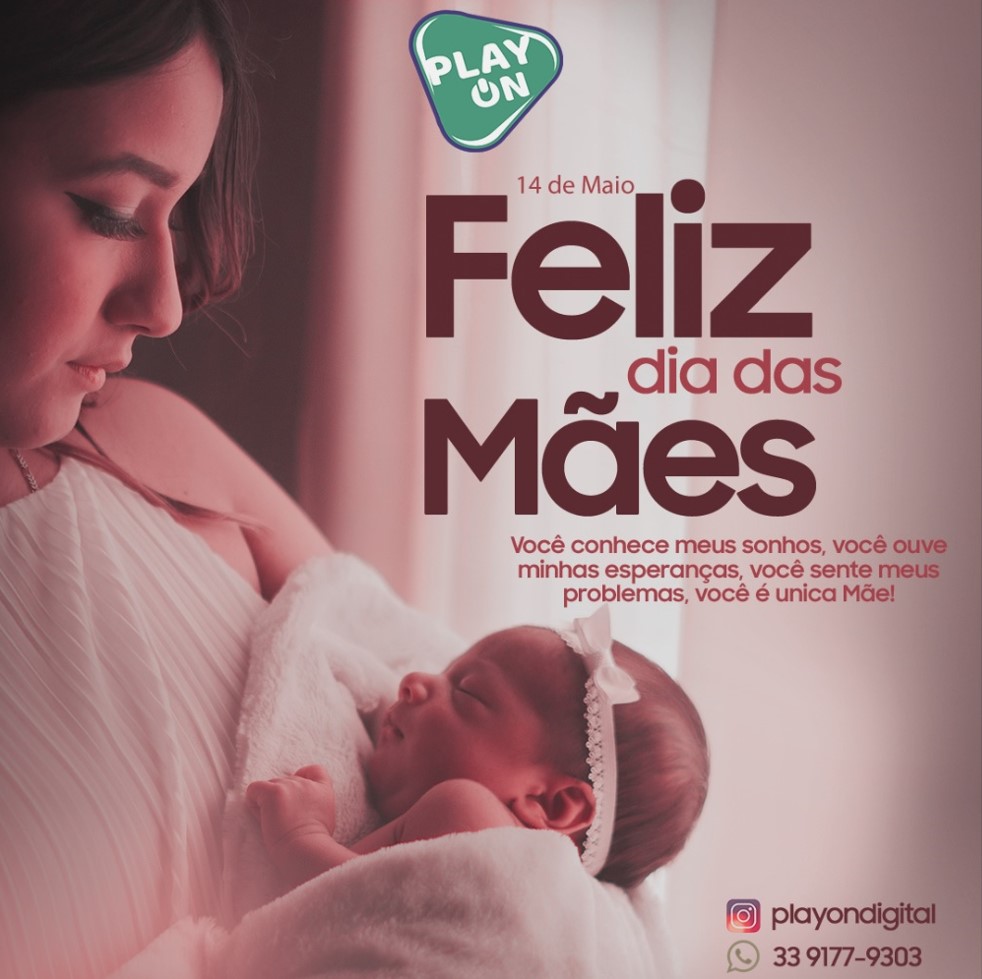 PLAY
ON
14 de Maio
Feliz
dia das
Mães
Você conhece meus sonhos, você ouve
minhas esperanças, você sente meus
problemas, você é unica Mãe!
playondigital
33 9177-9303